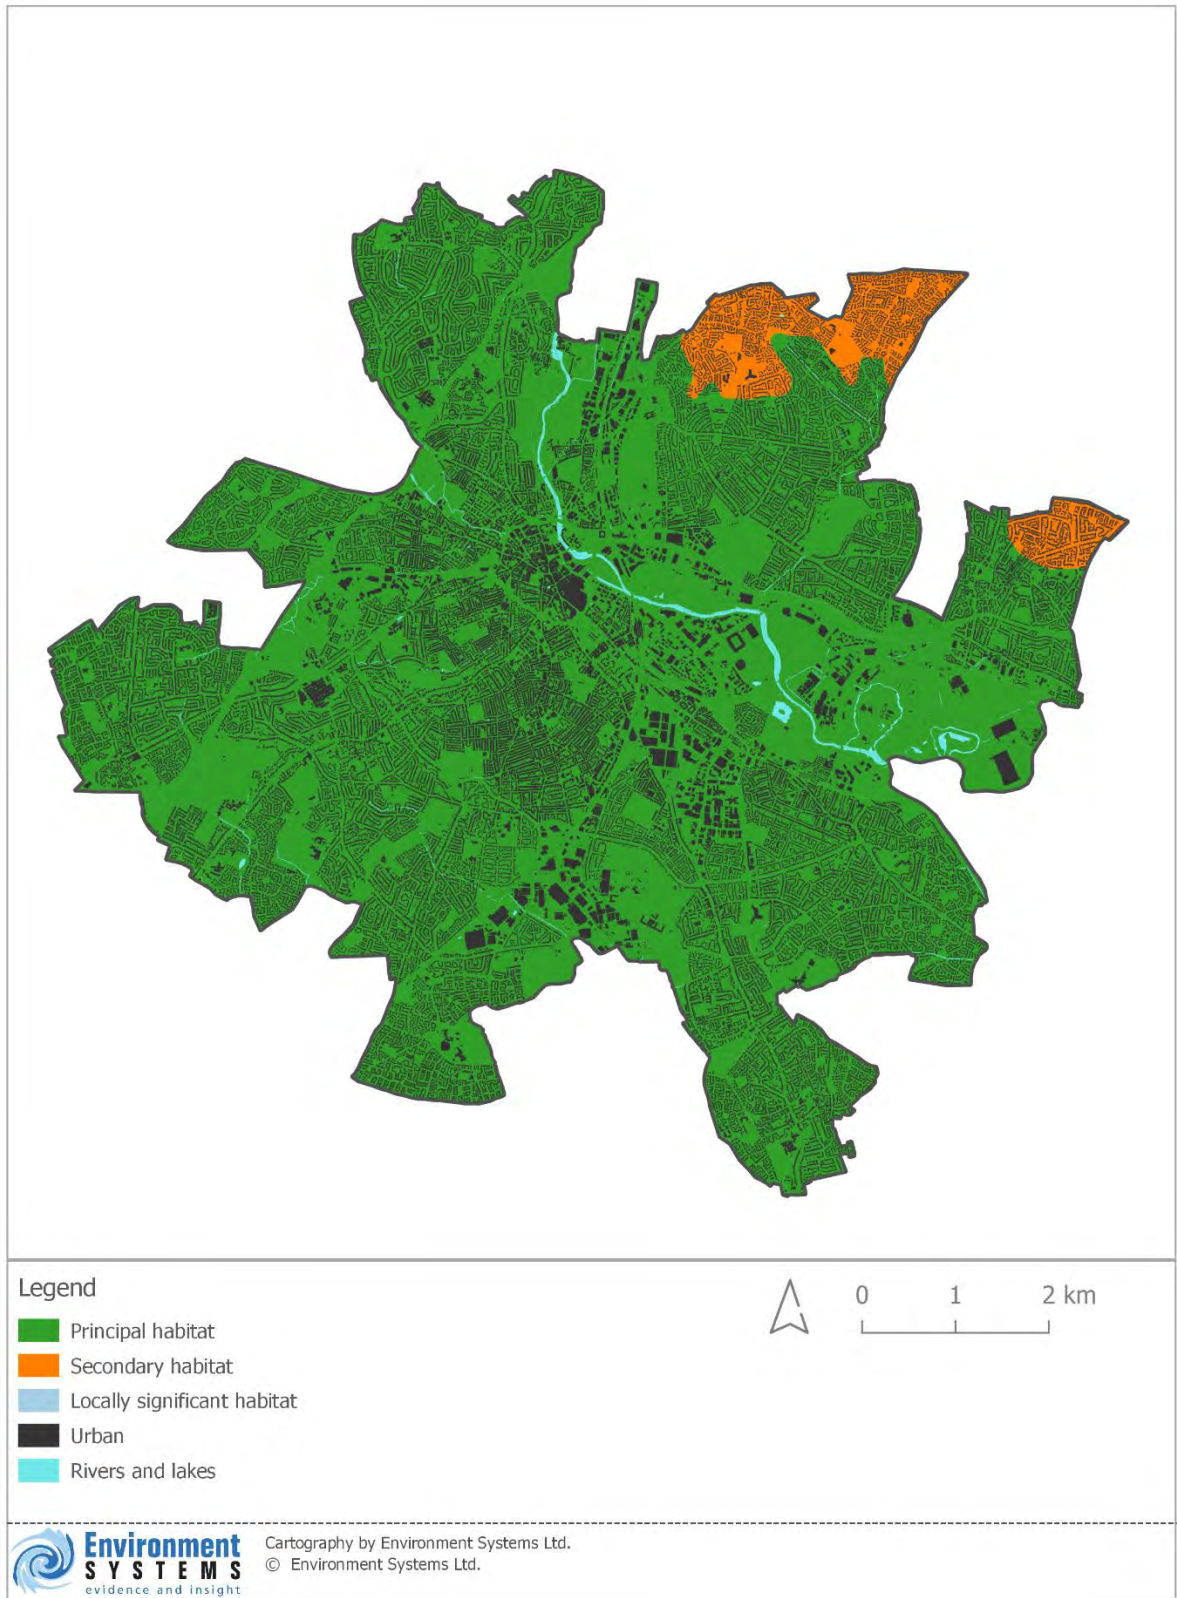 Legend
Principal habitat
Secondary habitat
Locally significant habitat
Urban
Rivers and lakes
0 1 2 km
Environment
SYSTEMS
evidence and insight
Cartography by Environment Systems Ltd.
© Environment Systems Ltd.